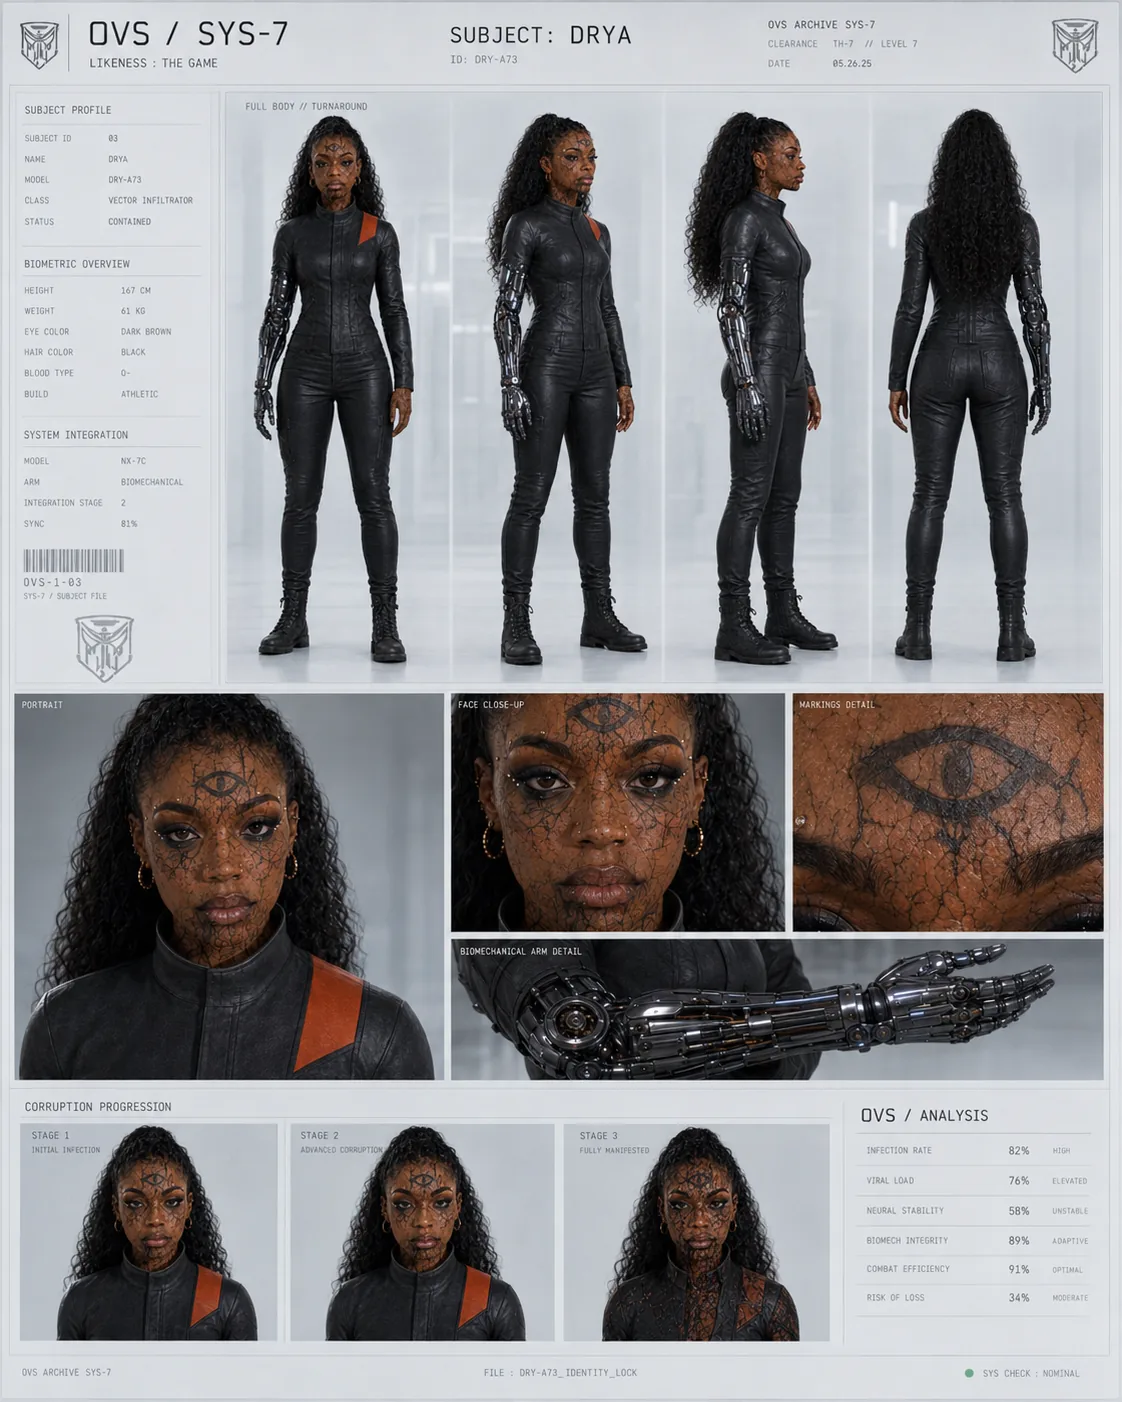 OVS / SYS-7
LIKENESS : THE GAME
SUBJECT: DRYA
ID: DRY-A73
OVS ARCHIVE SYS-7
CLEARANCE TH-7 // LEVEL 7
DATE 05.26.25
SUBJECT PROFILE
SUBJECT ID 03
NAME DRYA
MODEL DRY-A73
CLASS VECTOR INFILTRATOR
STATUS CONTAINED
BIOMETRIC OVERVIEW
HEIGHT 167 CM
WEIGHT 61 KG
EYE COLOR DARK BROWN
HAIR COLOR BLACK
BLOOD TYPE O-
BUILD ATHLETIC
SYSTEM INTEGRATION
MODEL NX-7C
ARM BIOMECHANICAL
INTEGRATION STAGE 2
SYNC 81%
OVS-1-03
SYS-7 / SUBJECT FILE
FULL BODY // TURNAROUND
PORTRAIT
FACE CLOSE-UP
MARKINGS DETAIL
BIOMECHANICAL ARM DETAIL
CORRUPTION PROGRESSION
STAGE 1
INITIAL INFECTION
STAGE 2
ADVANCED CORRUPTION
STAGE 3
FULLY MANIFESTED
OVS / ANALYSIS
INFECTION RATE 82% HIGH
VIRAL LOAD 76% ELEVATED
NEURAL STABILITY 58% UNSTABLE
BIOMECH INTEGRITY 89% ADAPTIVE
COMBAT EFFICIENCY 91% OPTIMAL
RISK OF LOSS 34% MODERATE
OVS ARCHIVE SYS-7
FILE : DRY-A73_IDENTITY_LOCK
SYS CHECK : NOMINAL